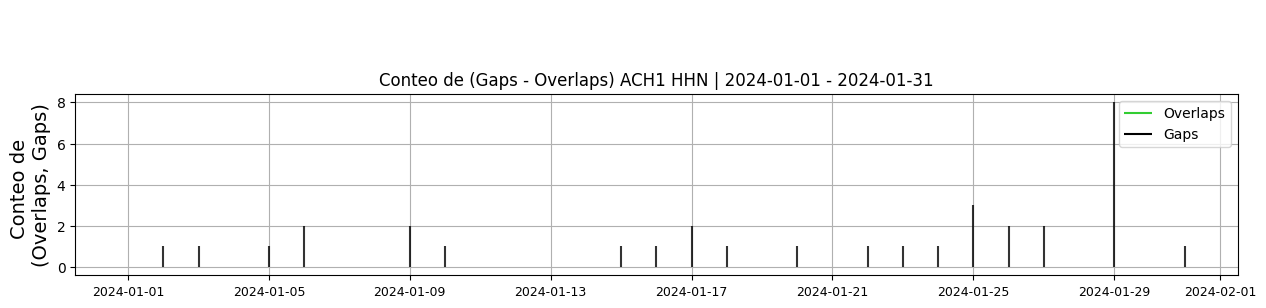 Conteo de (Gaps - Overlaps) ACH1 HHN | 2024-01-01 - 2024-01-31
Conteo de
(Overlaps, Gaps)
8
6
4
2
0
Overlaps
Gaps
2024-01-01 2024-01-05 2024-01-09 2024-01-13 2024-01-17 2024-01-21 2024-01-25 2024-01-29 2024-02-01